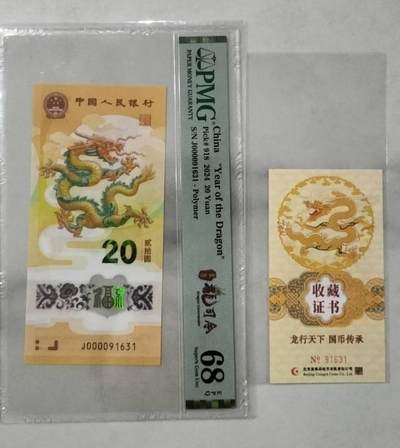 中国人民银行
20
贰拾圆
福
J000091631
PMG
PAPER MONEY GUARANTY
China
"Year of the Dragon"
Pick# 918 2024 20 Yuan
S/N J000091631 - Polymer
68
收藏
证书
龙行天下 国币传承
№ 91631